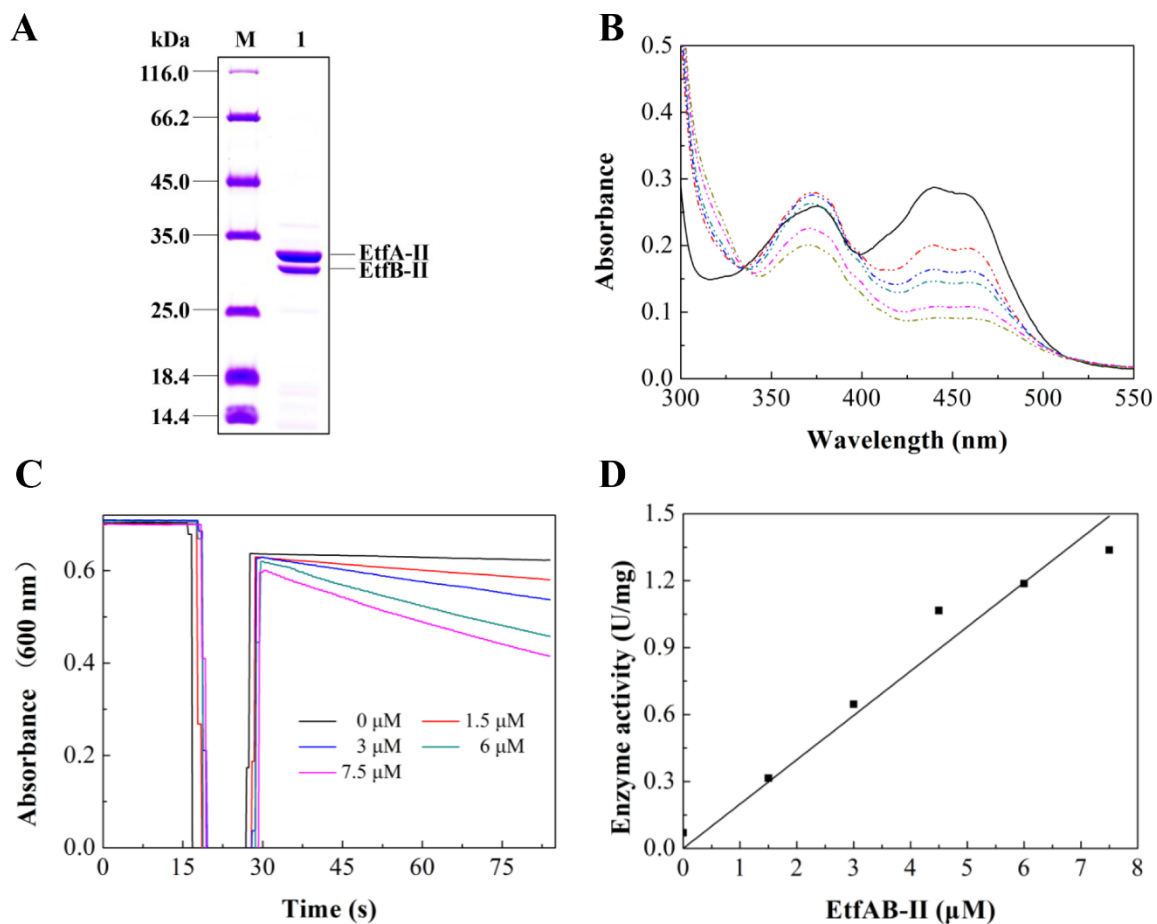 A
kDa M 1
116.0
66.2
45.0
35.0
25.0
18.4
14.4
EtfA-II
EtfB-II
B
Absorbance
0.5
0.4
0.3
0.2
0.1
0.0
300 350 400 450 500 550
Wavelength (nm)
C
Absorbance (600 nm)
0.6
0.4
0.2
0.0
0 μM 1.5 μM
3 μM 6 μM
7.5 μM
0 15 30 45 60 75
Time (s)
D
Enzyme activity (U/mg)
1.5
1.2
0.9
0.6
0.3
0.0
0 1 2 3 4 5 6 7 8
EtfAB-II (μM)